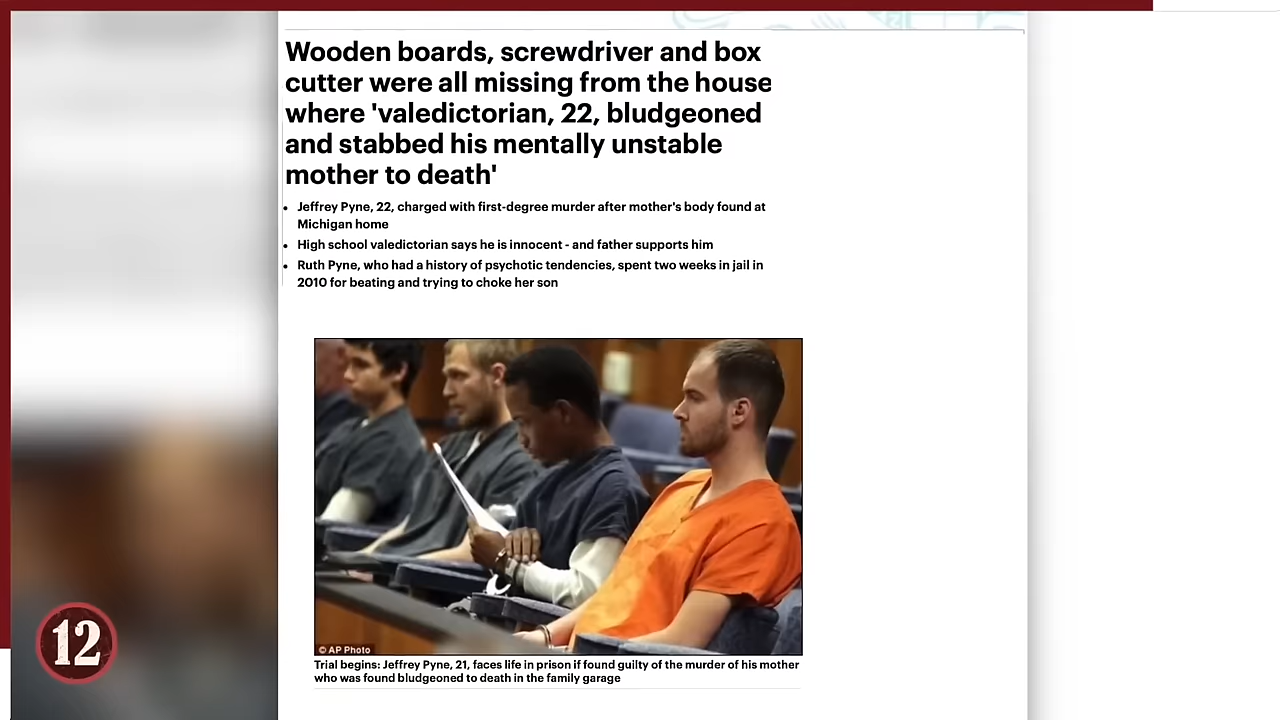 Wooden boards, screwdriver and box
cutter were all missing from the house
where 'valedictorian, 22, bludgeoned
and stabbed his mentally unstable
mother to death'
• Jeffrey Pyne, 22, charged with first-degree murder after mother's body found at
Michigan home
• High school valedictorian says he is innocent - and father supports him
• Ruth Pyne, who had a history of psychotic tendencies, spent two weeks in jail in
2010 for beating and trying to choke her son
© AP Photo
Trial begins: Jeffrey Pyne, 21, faces life in prison if found guilty of the murder of his mother
who was found bludgeoned to death in the family garage
12